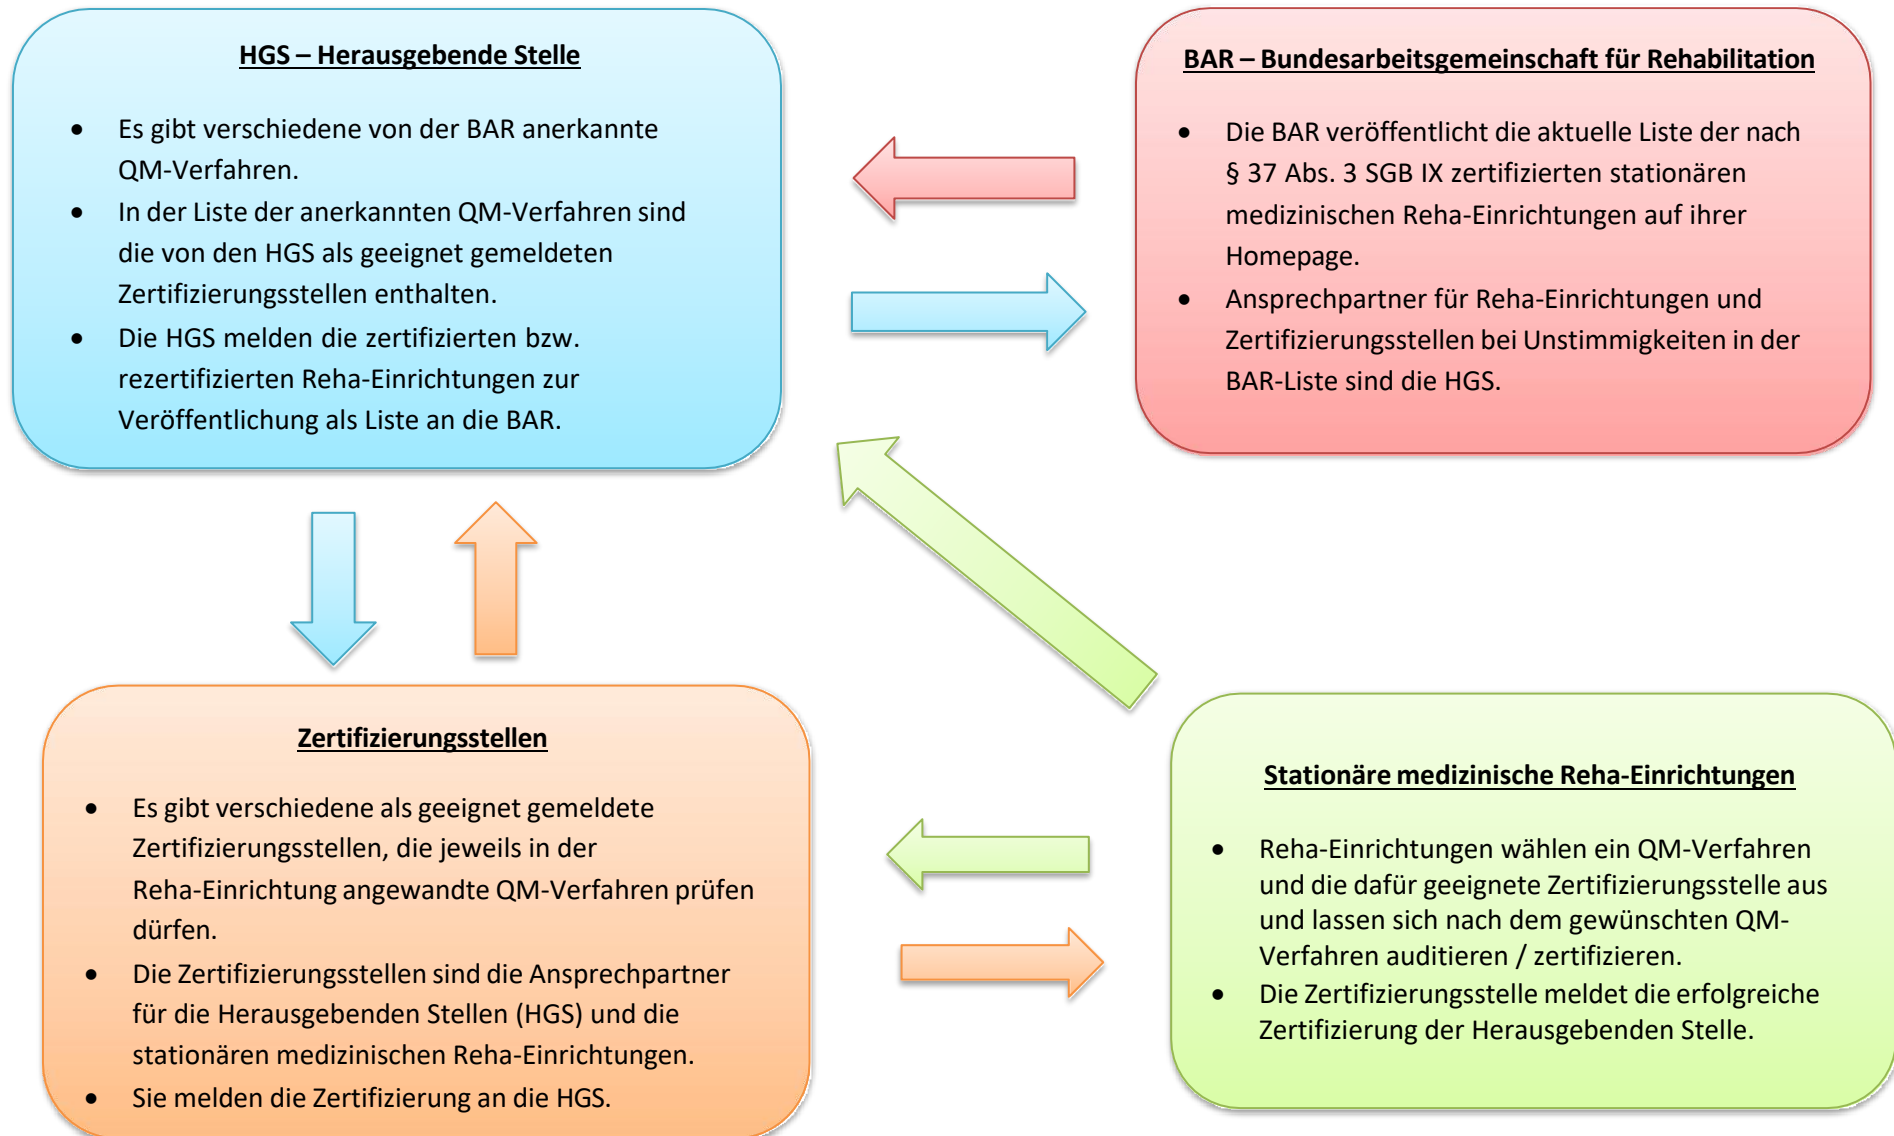 HGS – Herausgebende Stelle
• Es gibt verschiedene von der BAR anerkannte
QM-Verfahren.
• In der Liste der anerkannten QM-Verfahren sind
die von den HGS als geeignet gemeldeten
Zertifizierungsstellen enthalten.
• Die HGS melden die zertifizierten bzw.
rezertifizierten Reha-Einrichtungen zur
Veröffentlichung als Liste an die BAR.
BAR – Bundesarbeitsgemeinschaft für Rehabilitation
• Die BAR veröffentlicht die aktuelle Liste der nach
§ 37 Abs. 3 SGB IX zertifizierten stationären
medizinischen Reha-Einrichtungen auf ihrer
Homepage.
• Ansprechpartner für Reha-Einrichtungen und
Zertifizierungsstellen bei Unstimmigkeiten in der
BAR-Liste sind die HGS.
Zertifizierungsstellen
• Es gibt verschiedene als geeignet gemeldete
Zertifizierungsstellen, die jeweils in der
Reha-Einrichtung angewandte QM-Verfahren prüfen
dürfen.
• Die Zertifizierungsstellen sind die Ansprechpartner
für die Herausgebenden Stellen (HGS) und die
stationären medizinischen Reha-Einrichtungen.
• Sie melden die Zertifizierung an die HGS.
Stationäre medizinische Reha-Einrichtungen
• Reha-Einrichtungen wählen ein QM-Verfahren
und die dafür geeignete Zertifizierungsstelle aus
und lassen sich nach dem gewünschten QM-
Verfahren auditieren / zertifizieren.
• Die Zertifizierungsstelle meldet die erfolgreiche
Zertifizierung der Herausgebenden Stelle.